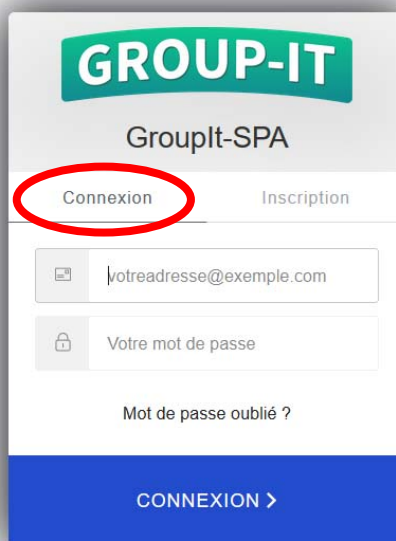 GROUP-IT
GroupIt-SPA
Connexion Inscription
votreadresse@exemple.com
Votre mot de passe
Mot de passe oublié ?
CONNEXION >